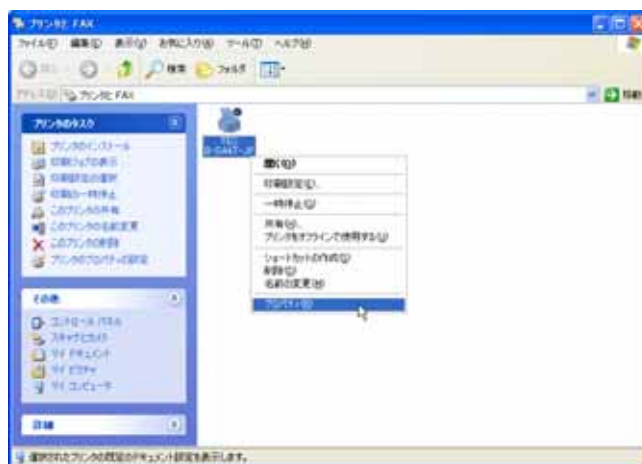 プリンタと FAX
ファイル(F) 編集(E) 表示(V) お気に入り(A) ツール(T) ヘルプ(H)
検索 フォルダ
プリンタと FAX 移動
プリンタのタスク
プリンタのインストール
印刷ジョブの表示
印刷設定の選択
印刷の一時停止
このプリンタの共有
このプリンタの名前変更
このプリンタの削除
プリンタのプロパティの設定
その他
コントロール パネル
スキャナとカメラ
マイ ドキュメント
マイ ピクチャ
マイ コンピュータ
詳細
開く(O)
印刷設定(E)...
一時停止(G)
共有(H)...
プリンタをオフラインで使用する(U)
ショートカットの作成(S)
削除(D)
名前の変更(M)
プロパティ(R)
選択されたプリンタの既定のドキュメント設定を表示します。